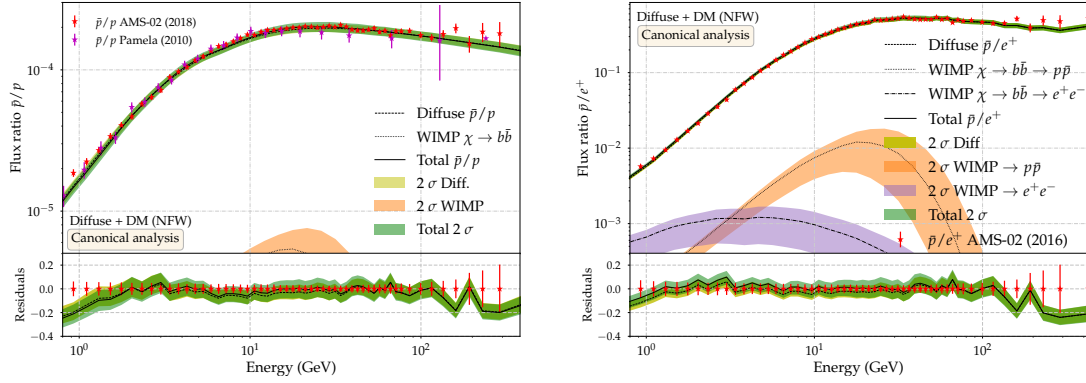 p̄/p AMS-02 (2018)
p̄/p Pamela (2010)
10⁻⁴
10⁻⁵
Flux ratio p̄/p
Diffuse p̄/p
WIMP χ → bb̄
Total p̄/p
2 σ Diff.
2 σ WIMP
Total 2 σ
Diffuse + DM (NFW)
Canonical analysis
Residuals
0.2
0.0
−0.2
−0.4
10⁰
10¹
10²
Energy (GeV)
Diffuse + DM (NFW)
Canonical analysis
10⁻¹
10⁻²
10⁻³
Flux ratio p̄/e⁺
Diffuse p̄/e⁺
WIMP χ → bb̄ → pp̄
WIMP χ → bb̄ → e⁺e⁻
Total p̄/e⁺
2 σ Diff
2 σ WIMP → pp̄
2 σ WIMP → e⁺e⁻
Total 2 σ
p̄/e⁺ AMS-02 (2016)
Residuals
0.2
0.0
−0.2
−0.4
10⁰
10¹
10²
Energy (GeV)